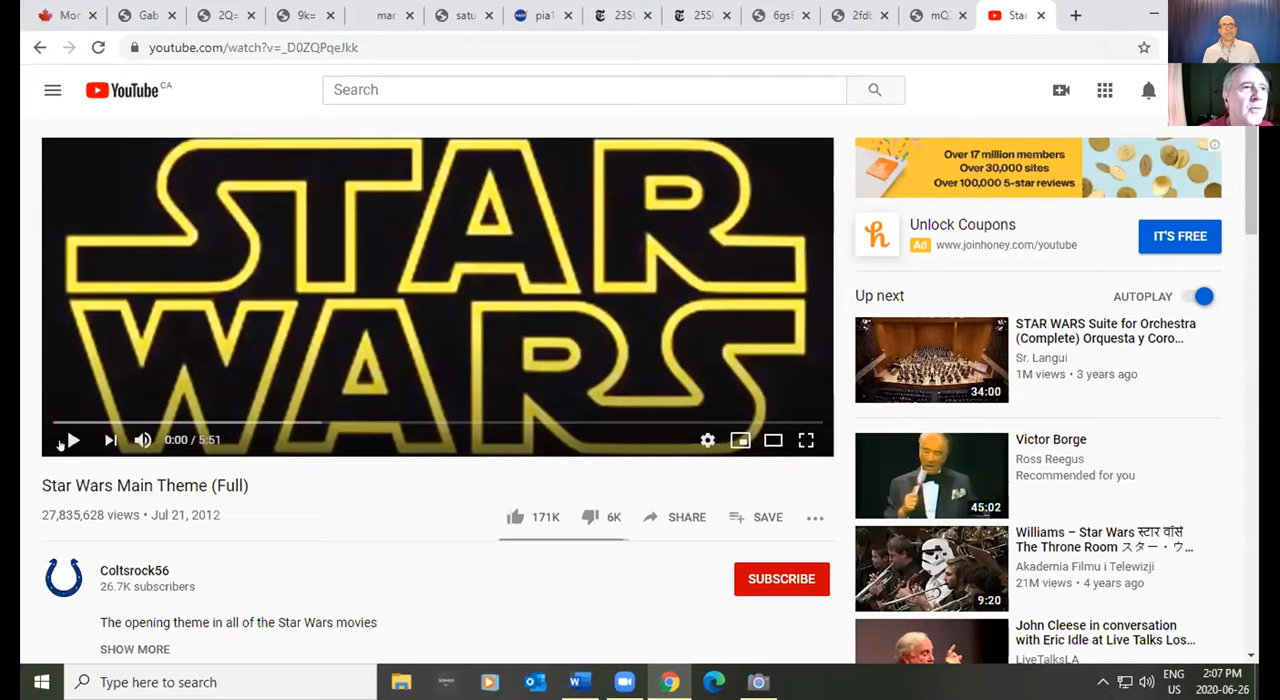 Mor
Gab
2Q=
9k=
mar
satu
pia1
23S
25S
6gsE
2fdl
mQ
Star
youtube.com/watch?v=_D0ZQPqeJkk
YouTube CA
Search
STAR
WARS
0:00 / 5:51
Star Wars Main Theme (Full)
27,835,628 views • Jul 21, 2012
171K
6K
SHARE
SAVE
Coltsrock56
26.7K subscribers
SUBSCRIBE
The opening theme in all of the Star Wars movies
SHOW MORE
Over 17 million members
Over 30,000 sites
Over 100,000 5-star reviews
Unlock Coupons
Ad www.joinhoney.com/youtube
IT'S FREE
Up next
AUTOPLAY
STAR WARS Suite for Orchestra
(Complete) Orquesta y Coro...
Sr. Langui
1M views • 3 years ago
34:00
Victor Borge
Ross Reegus
Recommended for you
45:02
Williams – Star Wars स्टार वॉर्स
The Throne Room スター・ウ...
Akademia Filmu i Telewizji
21M views • 4 years ago
9:20
John Cleese in conversation
with Eric Idle at Live Talks Los...
LiveTalksLA
Type here to search
ENG
US
2:07 PM
2020-06-26